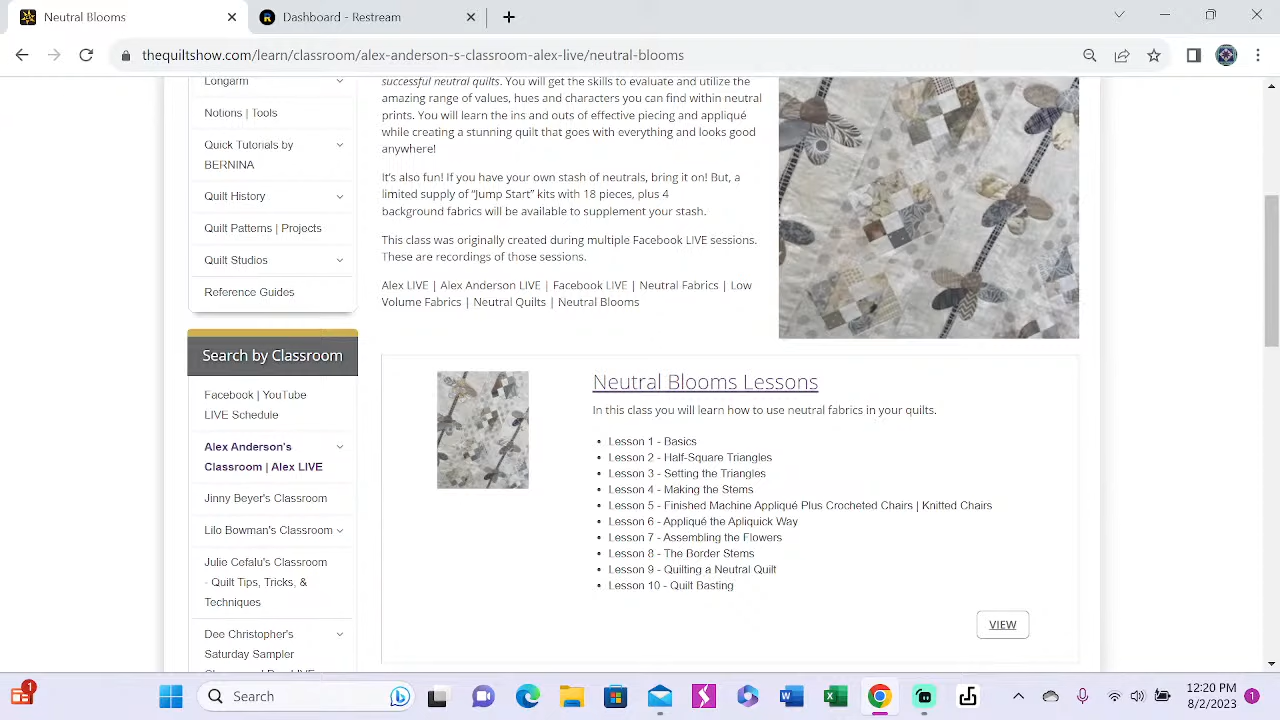 Neutral Blooms
Dashboard - Restream
thequiltshow.com/learn/classroom/alex-anderson-s-classroom-alex-live/neutral-blooms
Longarm
Notions | Tools
Quick Tutorials by
BERNINA
Quilt History
Quilt Patterns | Projects
Quilt Studios
Reference Guides
Search by Classroom
Facebook | YouTube
LIVE Schedule
Alex Anderson's
Classroom | Alex LIVE
Jinny Beyer's Classroom
Lilo Bowman's Classroom
Julie Cefalu's Classroom
- Quilt Tips, Tricks, &
Techniques
Dee Christopher's
Saturday Sampler
successful neutral quilts. You will get the skills to evaluate and utilize the
amazing range of values, hues and characters you can find within neutral
prints. You will learn the ins and outs of effective piecing and appliqué
while creating a stunning quilt that goes with everything and looks good
anywhere!
It's also fun! If you have your own stash of neutrals, bring it on! But, a
limited supply of "Jump Start" kits with 18 pieces, plus 4
background fabrics will be available to supplement your stash.
This class was originally created during multiple Facebook LIVE sessions.
These are recordings of those sessions.
Alex LIVE | Alex Anderson LIVE | Facebook LIVE | Neutral Fabrics | Low
Volume Fabrics | Neutral Quilts | Neutral Blooms
Neutral Blooms Lessons
In this class you will learn how to use neutral fabrics in your quilts.
• Lesson 1 - Basics
• Lesson 2 - Half-Square Triangles
• Lesson 3 - Setting the Triangles
• Lesson 4 - Making the Stems
• Lesson 5 - Finished Machine Appliqué Plus Crocheted Chairs | Knitted Chairs
• Lesson 6 - Appliqué the Apliquick Way
• Lesson 7 - Assembling the Flowers
• Lesson 8 - The Border Stems
• Lesson 9 - Quilting a Neutral Quilt
• Lesson 10 - Quilt Basting
VIEW
1
Search
12:20 PM
8/2/2023
1